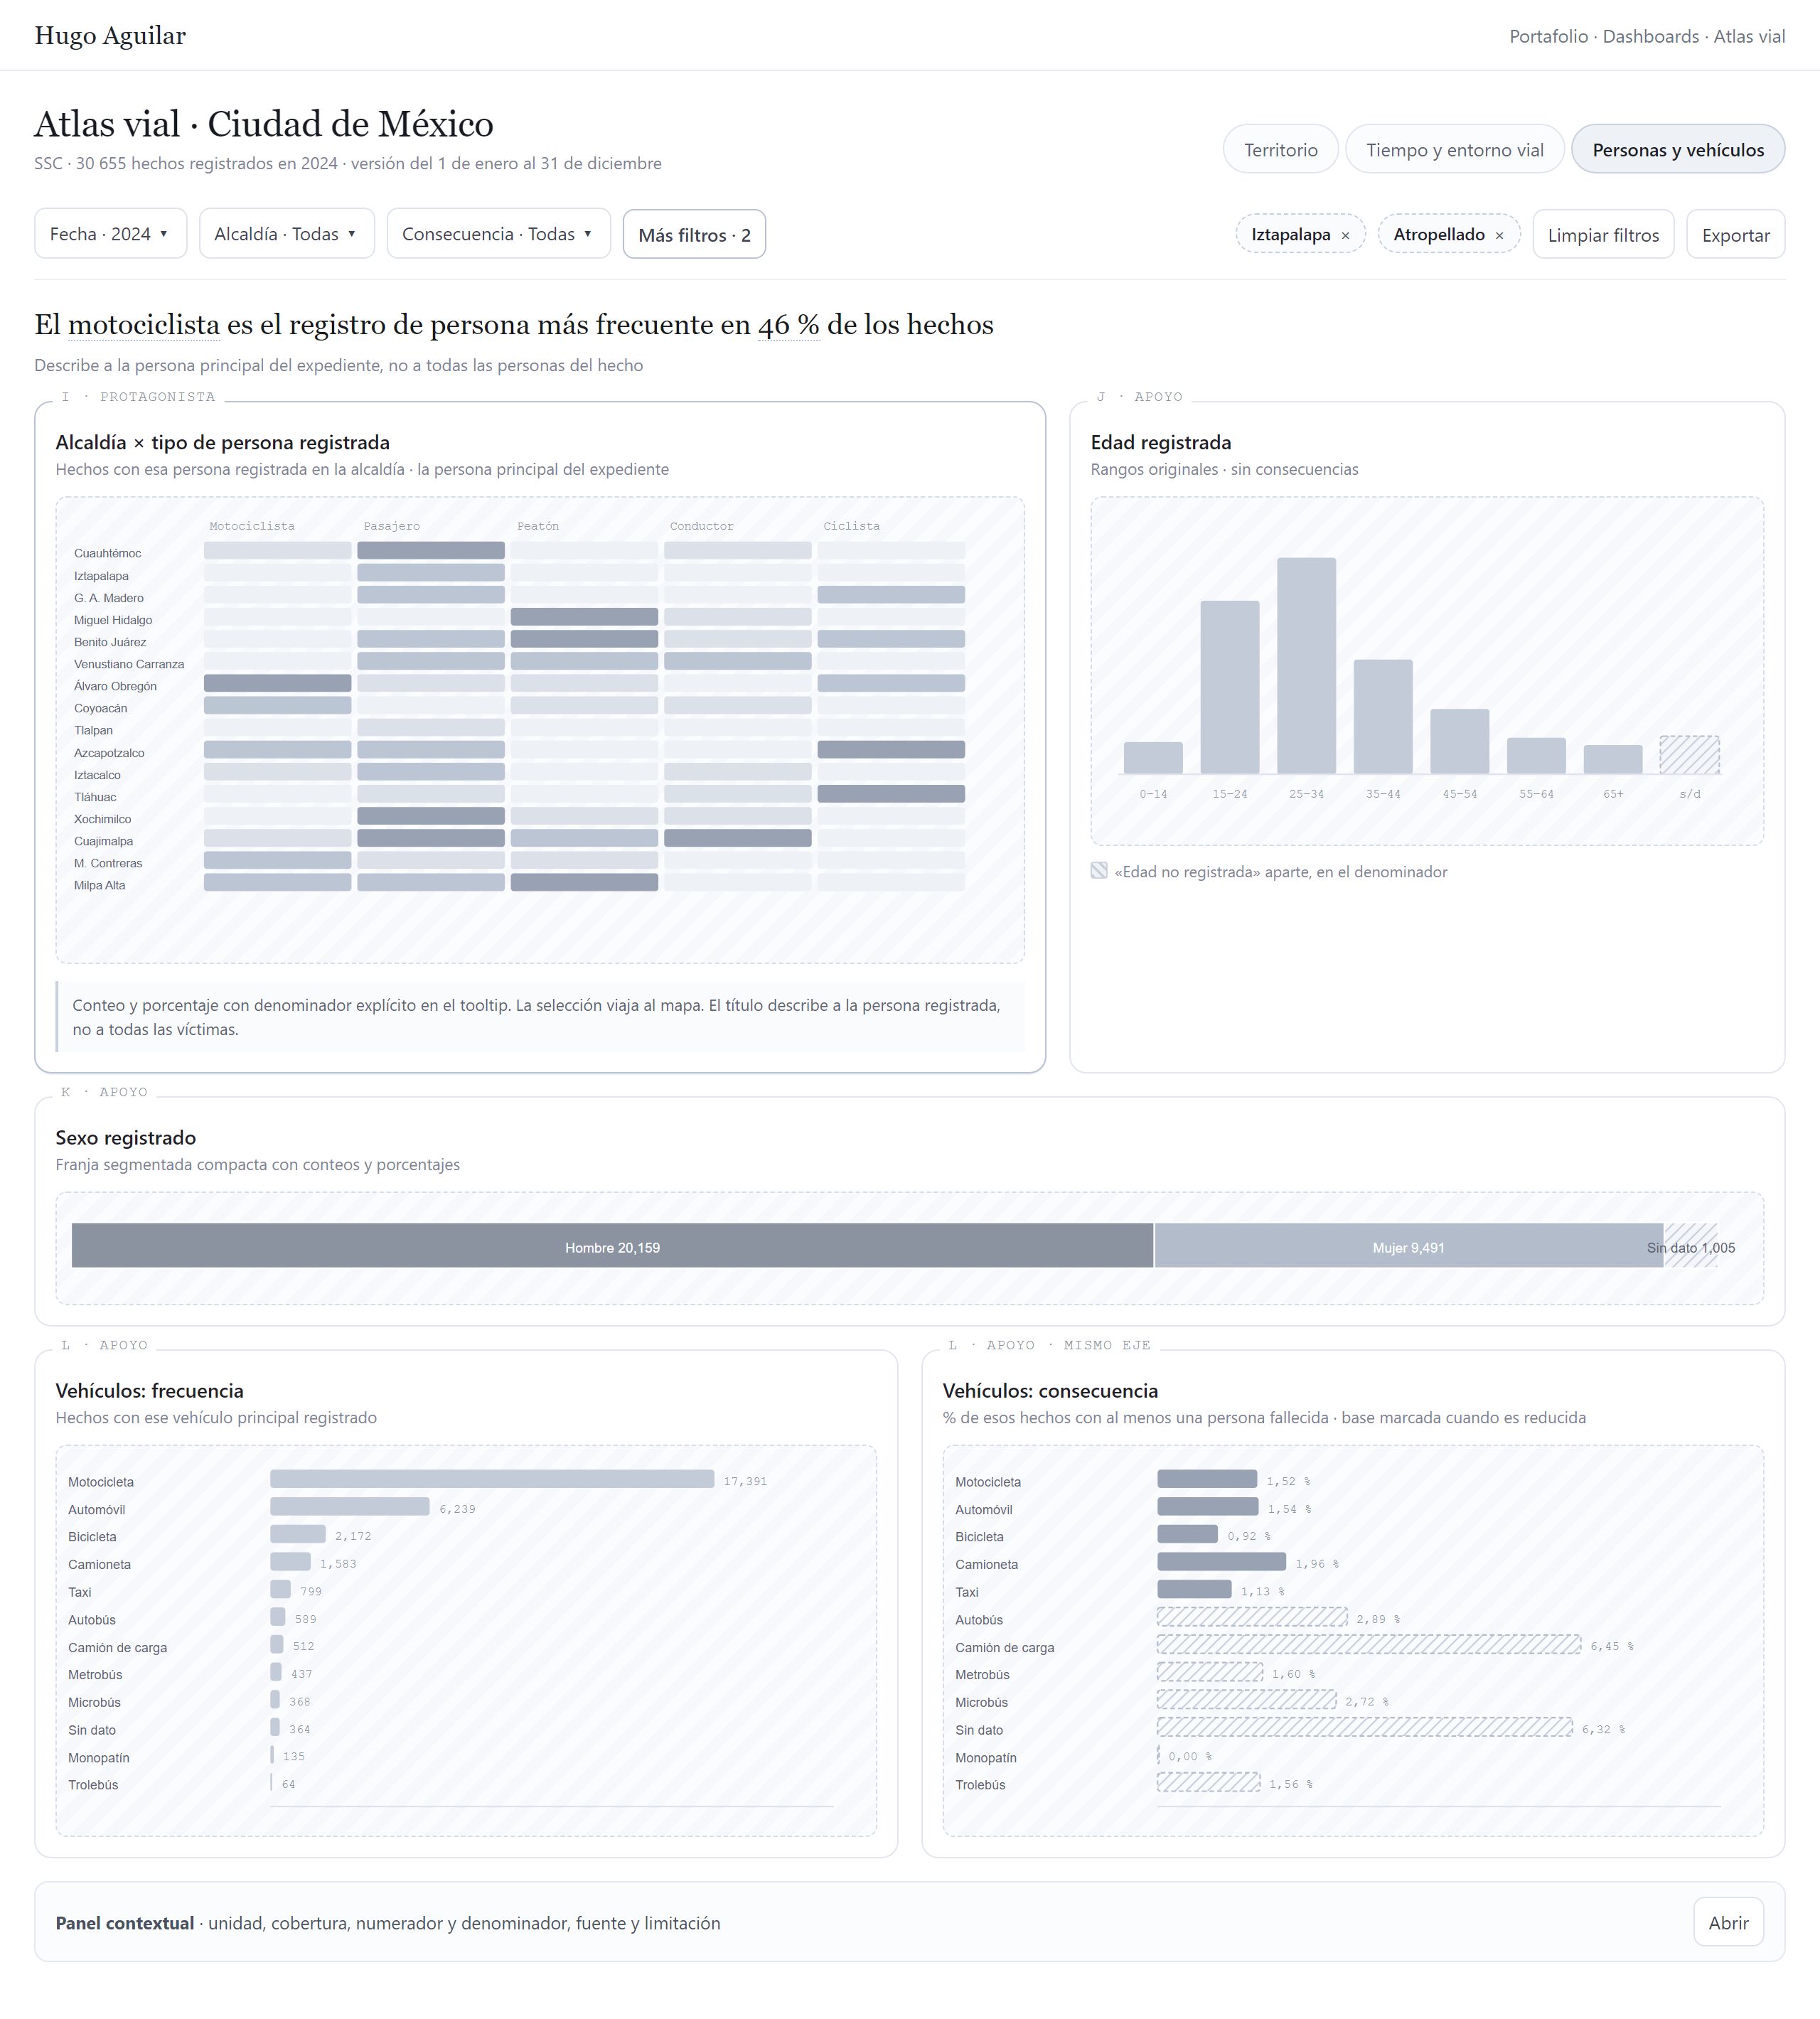 Hugo Aguilar
Portafolio · Dashboards · Atlas vial
Atlas vial · Ciudad de México
SSC · 30 655 hechos registrados en 2024 · versión del 1 de enero al 31 de diciembre
Territorio
Tiempo y entorno vial
Personas y vehículos
Fecha · 2024 ▾
Alcaldía · Todas ▾
Consecuencia · Todas ▾
Más filtros · 2
Iztapalapa ×
Atropellado ×
Limpiar filtros
Exportar
El motociclista es el registro de persona más frecuente en 46 % de los hechos
Describe a la persona principal del expediente, no a todas las personas del hecho
I · PROTAGONISTA
Alcaldía × tipo de persona registrada
Hechos con esa persona registrada en la alcaldía · la persona principal del expediente
Motociclista Pasajero Peatón Conductor Ciclista
Cuauhtémoc
Iztapalapa
G. A. Madero
Miguel Hidalgo
Benito Juárez
Venustiano Carranza
Álvaro Obregón
Coyoacán
Tlalpan
Azcapotzalco
Iztacalco
Tláhuac
Xochimilco
Cuajimalpa
M. Contreras
Milpa Alta
Conteo y porcentaje con denominador explícito en el tooltip. La selección viaja al mapa. El título describe a la persona registrada,
no a todas las víctimas.
J · APOYO
Edad registrada
Rangos originales · sin consecuencias
0–14 15–24 25–34 35–44 45–54 55–64 65+ s/d
«Edad no registrada» aparte, en el denominador
K · APOYO
Sexo registrado
Franja segmentada compacta con conteos y porcentajes
Hombre 20,159
Mujer 9,491
Sin dato 1,005
L · APOYO
Vehículos: frecuencia
Hechos con ese vehículo principal registrado
Motocicleta 17,391
Automóvil 6,239
Bicicleta 2,172
Camioneta 1,583
Taxi 799
Autobús 589
Camión de carga 512
Metrobús 437
Microbús 368
Sin dato 364
Monopatín 135
Trolebús 64
L · APOYO · MISMO EJE
Vehículos: consecuencia
% de esos hechos con al menos una persona fallecida · base marcada cuando es reducida
Motocicleta 1,52 %
Automóvil 1,54 %
Bicicleta 0,92 %
Camioneta 1,96 %
Taxi 1,13 %
Autobús 2,89 %
Camión de carga 6,45 %
Metrobús 1,60 %
Microbús 2,72 %
Sin dato 6,32 %
Monopatín 0,00 %
Trolebús 1,56 %
Panel contextual · unidad, cobertura, numerador y denominador, fuente y limitación
Abrir